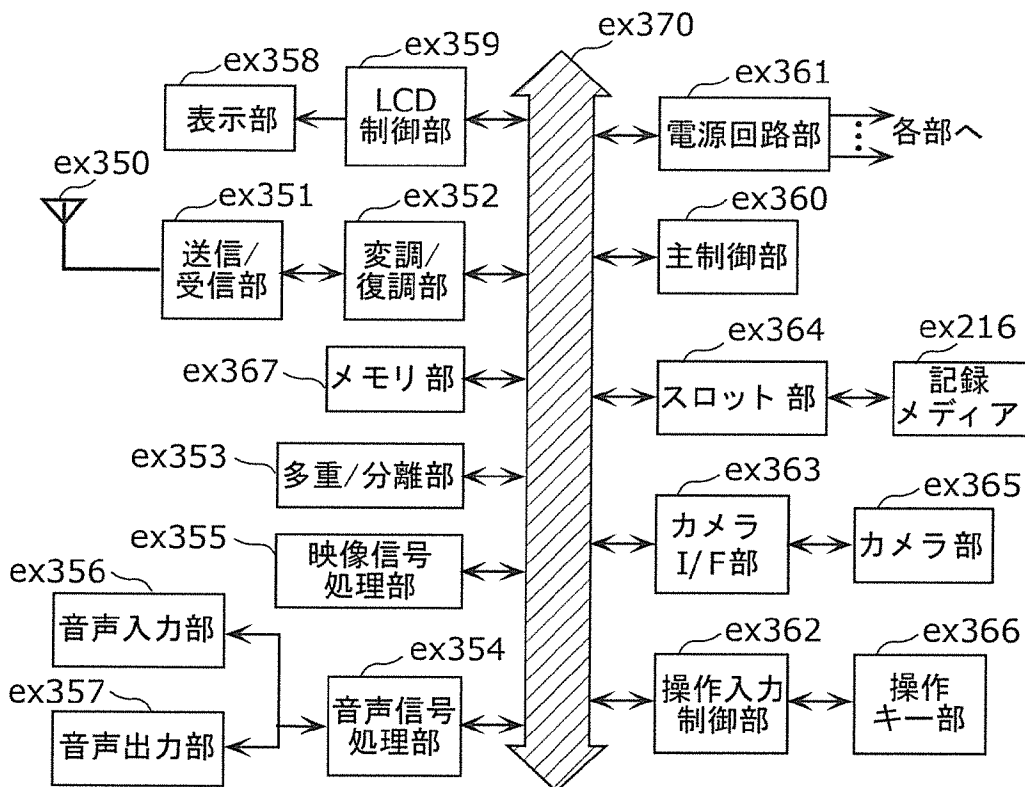 ex370
ex359
ex358
LCD
制御部
表示部
ex361
電源回路部
各部へ
ex350
ex351
送信/
受信部
ex352
変調/
復調部
ex360
主制御部
ex367
メモリ部
ex364
スロット部
ex216
記録
メディア
ex353
多重/分離部
ex363
カメラ
I/F部
ex365
カメラ部
ex355
映像信号
処理部
ex356
音声入力部
ex357
音声出力部
ex354
音声信号
処理部
ex362
操作入力
制御部
ex366
操作
キー部